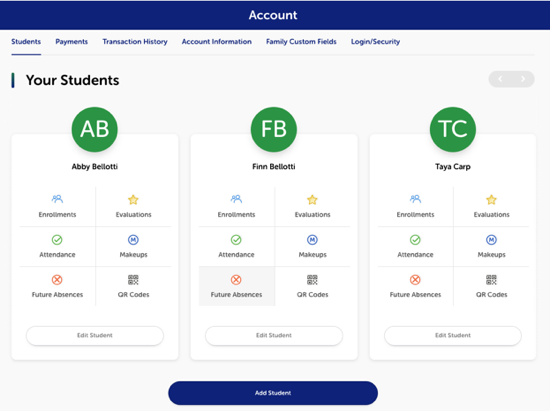 Account
Students Payments Transaction History Account Information Family Custom Fields Login/Security
Your Students
AB FB TC
Abby Bellotti Finn Bellotti Taya Carp
Enrollments Evaluations Enrollments Evaluations Enrollments Evaluations
M M M
Attendance Makeups Attendance Makeups Attendance Makeups
Future Absences QR Codes Future Absences QR Codes Future Absences QR Codes
Edit Student Edit Student Edit Student
Add Student